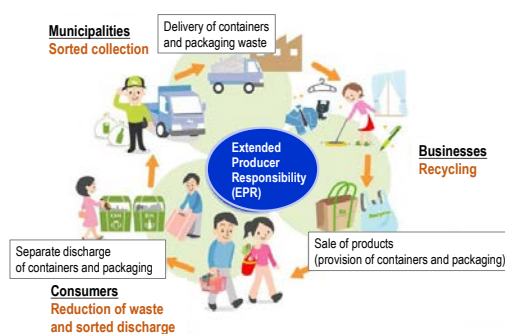 Municipalities
Sorted collection
Delivery of containers
and packaging waste
Extended
Producer
Responsibility
(EPR)
Businesses
Recycling
Sale of products
(provision of containers and packaging)
Separate discharge
of containers and packaging
Consumers
Reduction of waste
and sorted discharge